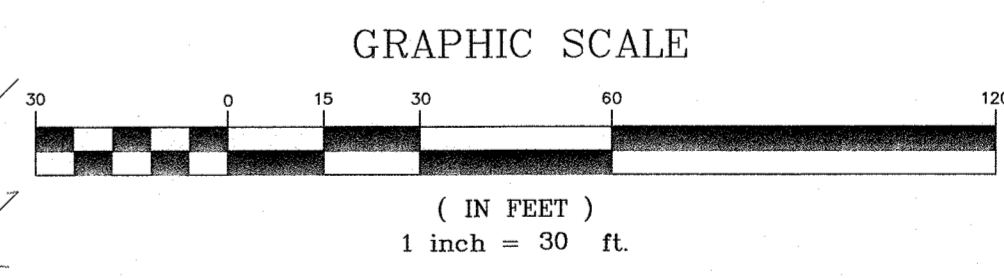 GRAPHIC SCALE
30 0 15 30 60 120
( IN FEET )
1 inch = 30 ft.